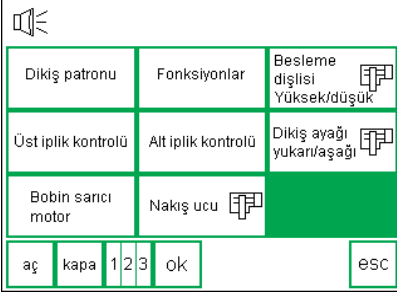 Dikiş patronu
Fonksiyonlar
Besleme
dişlisi
Yüksek/düşük
Üst iplik kontrolü
Alt iplik kontrolü
Dikiş ayağı
yukarı/aşağı
Bobin sarıcı
motor
Nakış ucu
aç
kapa
1 2 3
ok
esc